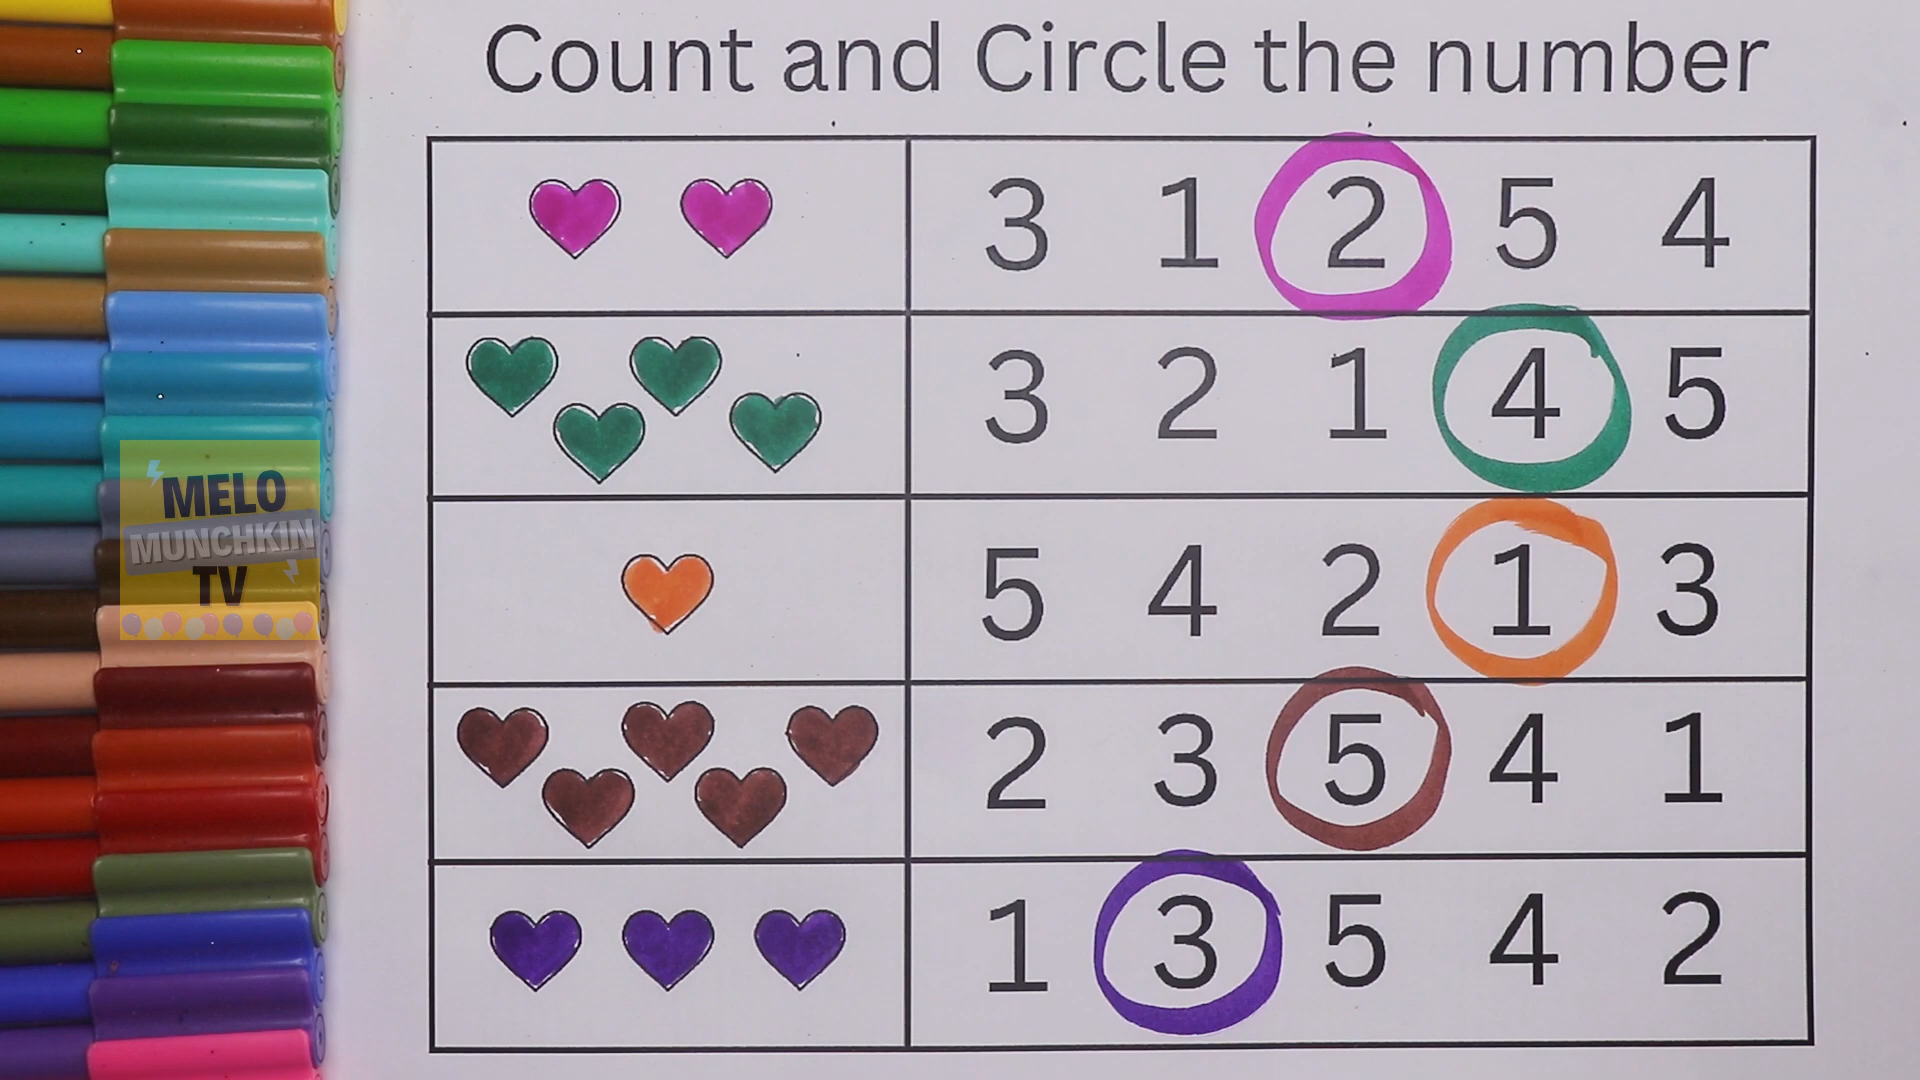 Count and Circle the number
3 1 2 5 4
3 2 1 4 5
5 4 2 1 3
2 3 5 4 1
1 3 5 4 2
MELO
MUNCHKIN
TV